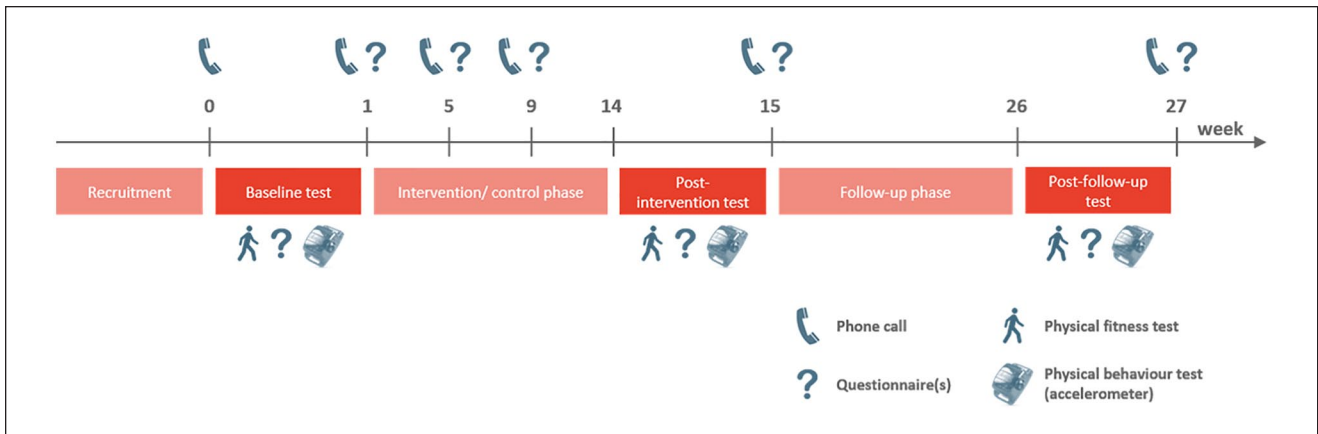 0 1 5 9 14 15 26 27
week
Recruitment
Baseline test
Intervention/ control phase
Post-
intervention test
Follow-up phase
Post-follow-up
test
Phone call
Physical fitness test
Questionnaire(s)
Physical behaviour test
(accelerometer)